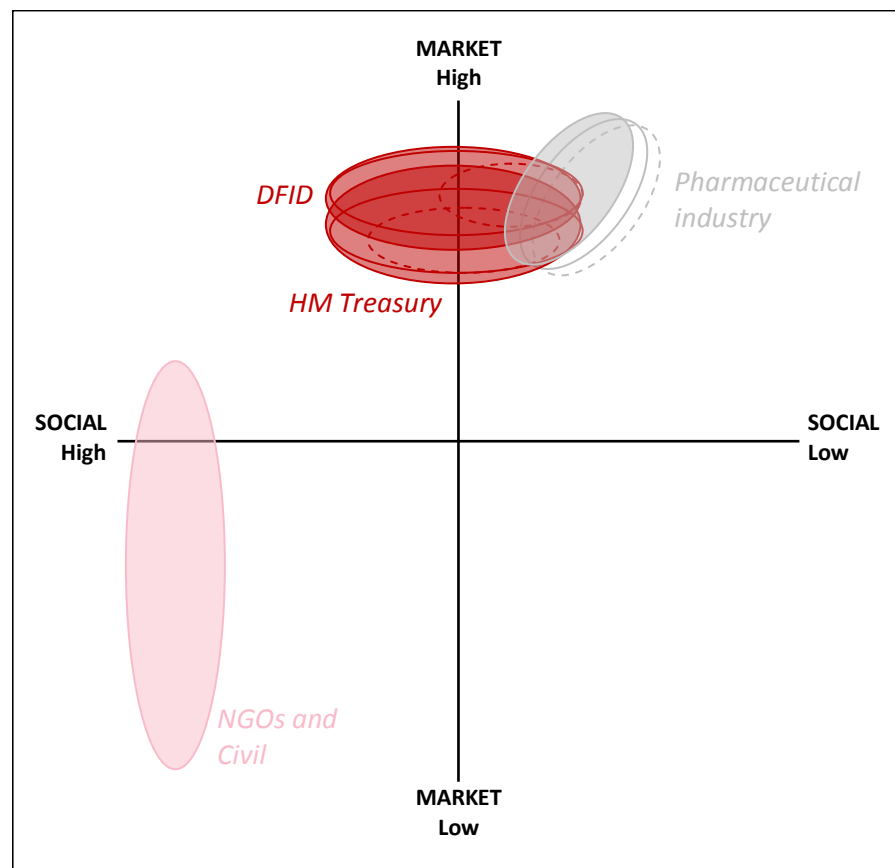 MARKET
High
DFID
Pharmaceutical
industry
HM Treasury
SOCIAL
High
SOCIAL
Low
NGOs and
Civil
MARKET
Low